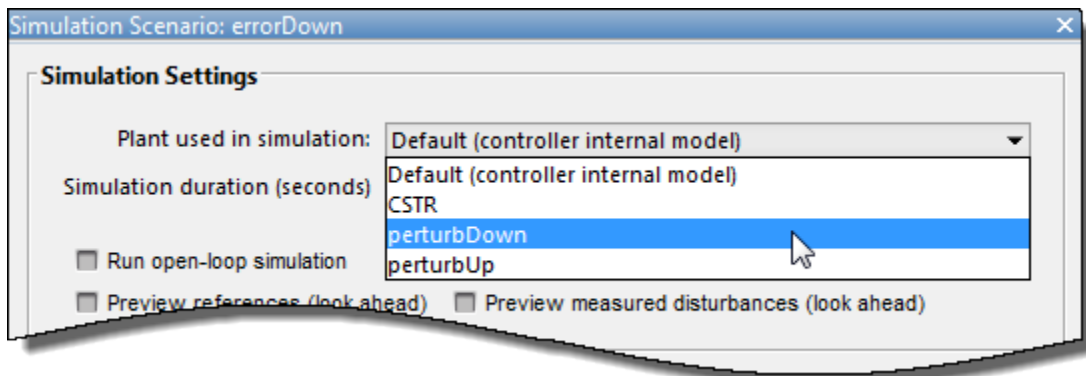 Simulation Scenario: errorDown
Simulation Settings
Plant used in simulation: Default (controller internal model)
Default (controller internal model)
Simulation duration (seconds)
CSTR
perturbDown
Run open-loop simulation
perturbUp
Preview references (look ahead) Preview measured disturbances (look ahead)